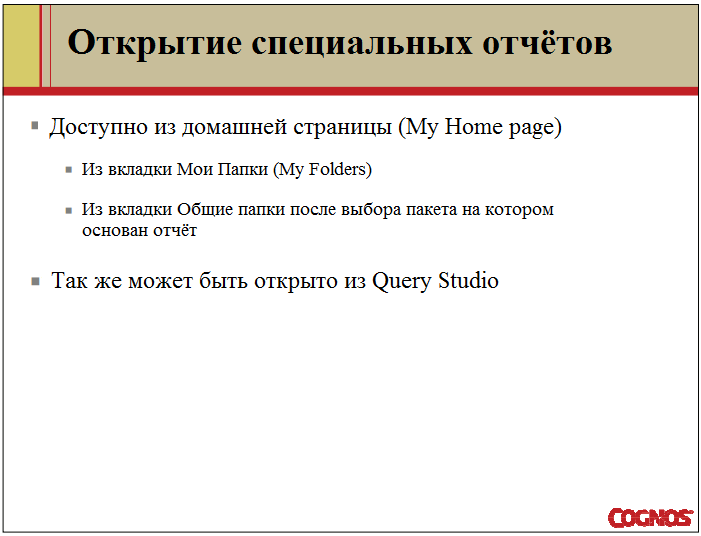 Открытие специальных отчётов
Доступно из домашней страницы (My Home page)
Из вкладки Мои Папки (My Folders)
Из вкладки Общие папки после выбора пакета на котором
основан отчёт
Так же может быть открыто из Query Studio
COGNOS